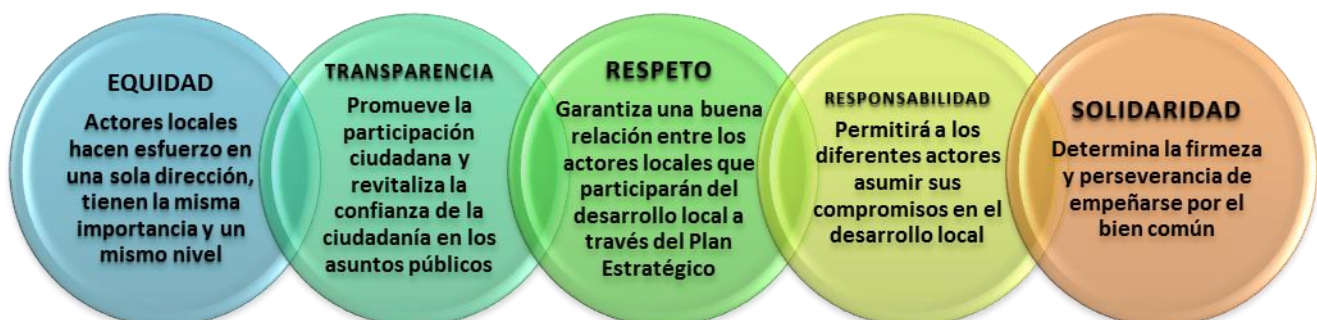 EQUIDAD
Actores locales
hacen esfuerzo en
una sola dirección,
tienen la misma
importancia y un
mismo nivel
TRANSPARENCIA
Promueve la
participación
ciudadana y
revitaliza la
confianza de la
ciudadanía en los
asuntos públicos
RESPETO
Garantiza una buena
relación entre los
actores locales que
participarán del
desarrollo local a
través del Plan
Estratégico
RESPONSABILIDAD
Permitirá a los
diferentes actores
asumir sus
compromisos en el
desarrollo local
SOLIDARIDAD
Determina la firmeza
y perseverancia de
empeñarse por el
bien común